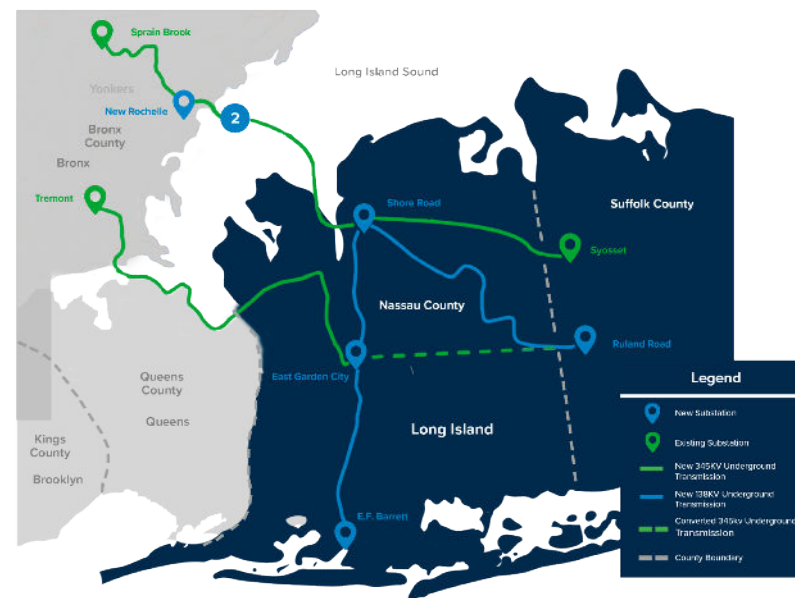 Sprain Brook
Long Island Sound
Yonkers
New Rochelle
2
Bronx
County
Bronx
Tremont
Shore Road
Suffolk County
Syosset
Nassau County
Ruland Road
East Garden City
Queens
County
Queens
Long Island
Kings
County
Brooklyn
E.F. Barrett
Legend
New Substation
Existing Substation
New 345KV Underground
Transmission
New 138KV Underground
Transmission
Converted 345kv Underground
Transmission
County Boundary